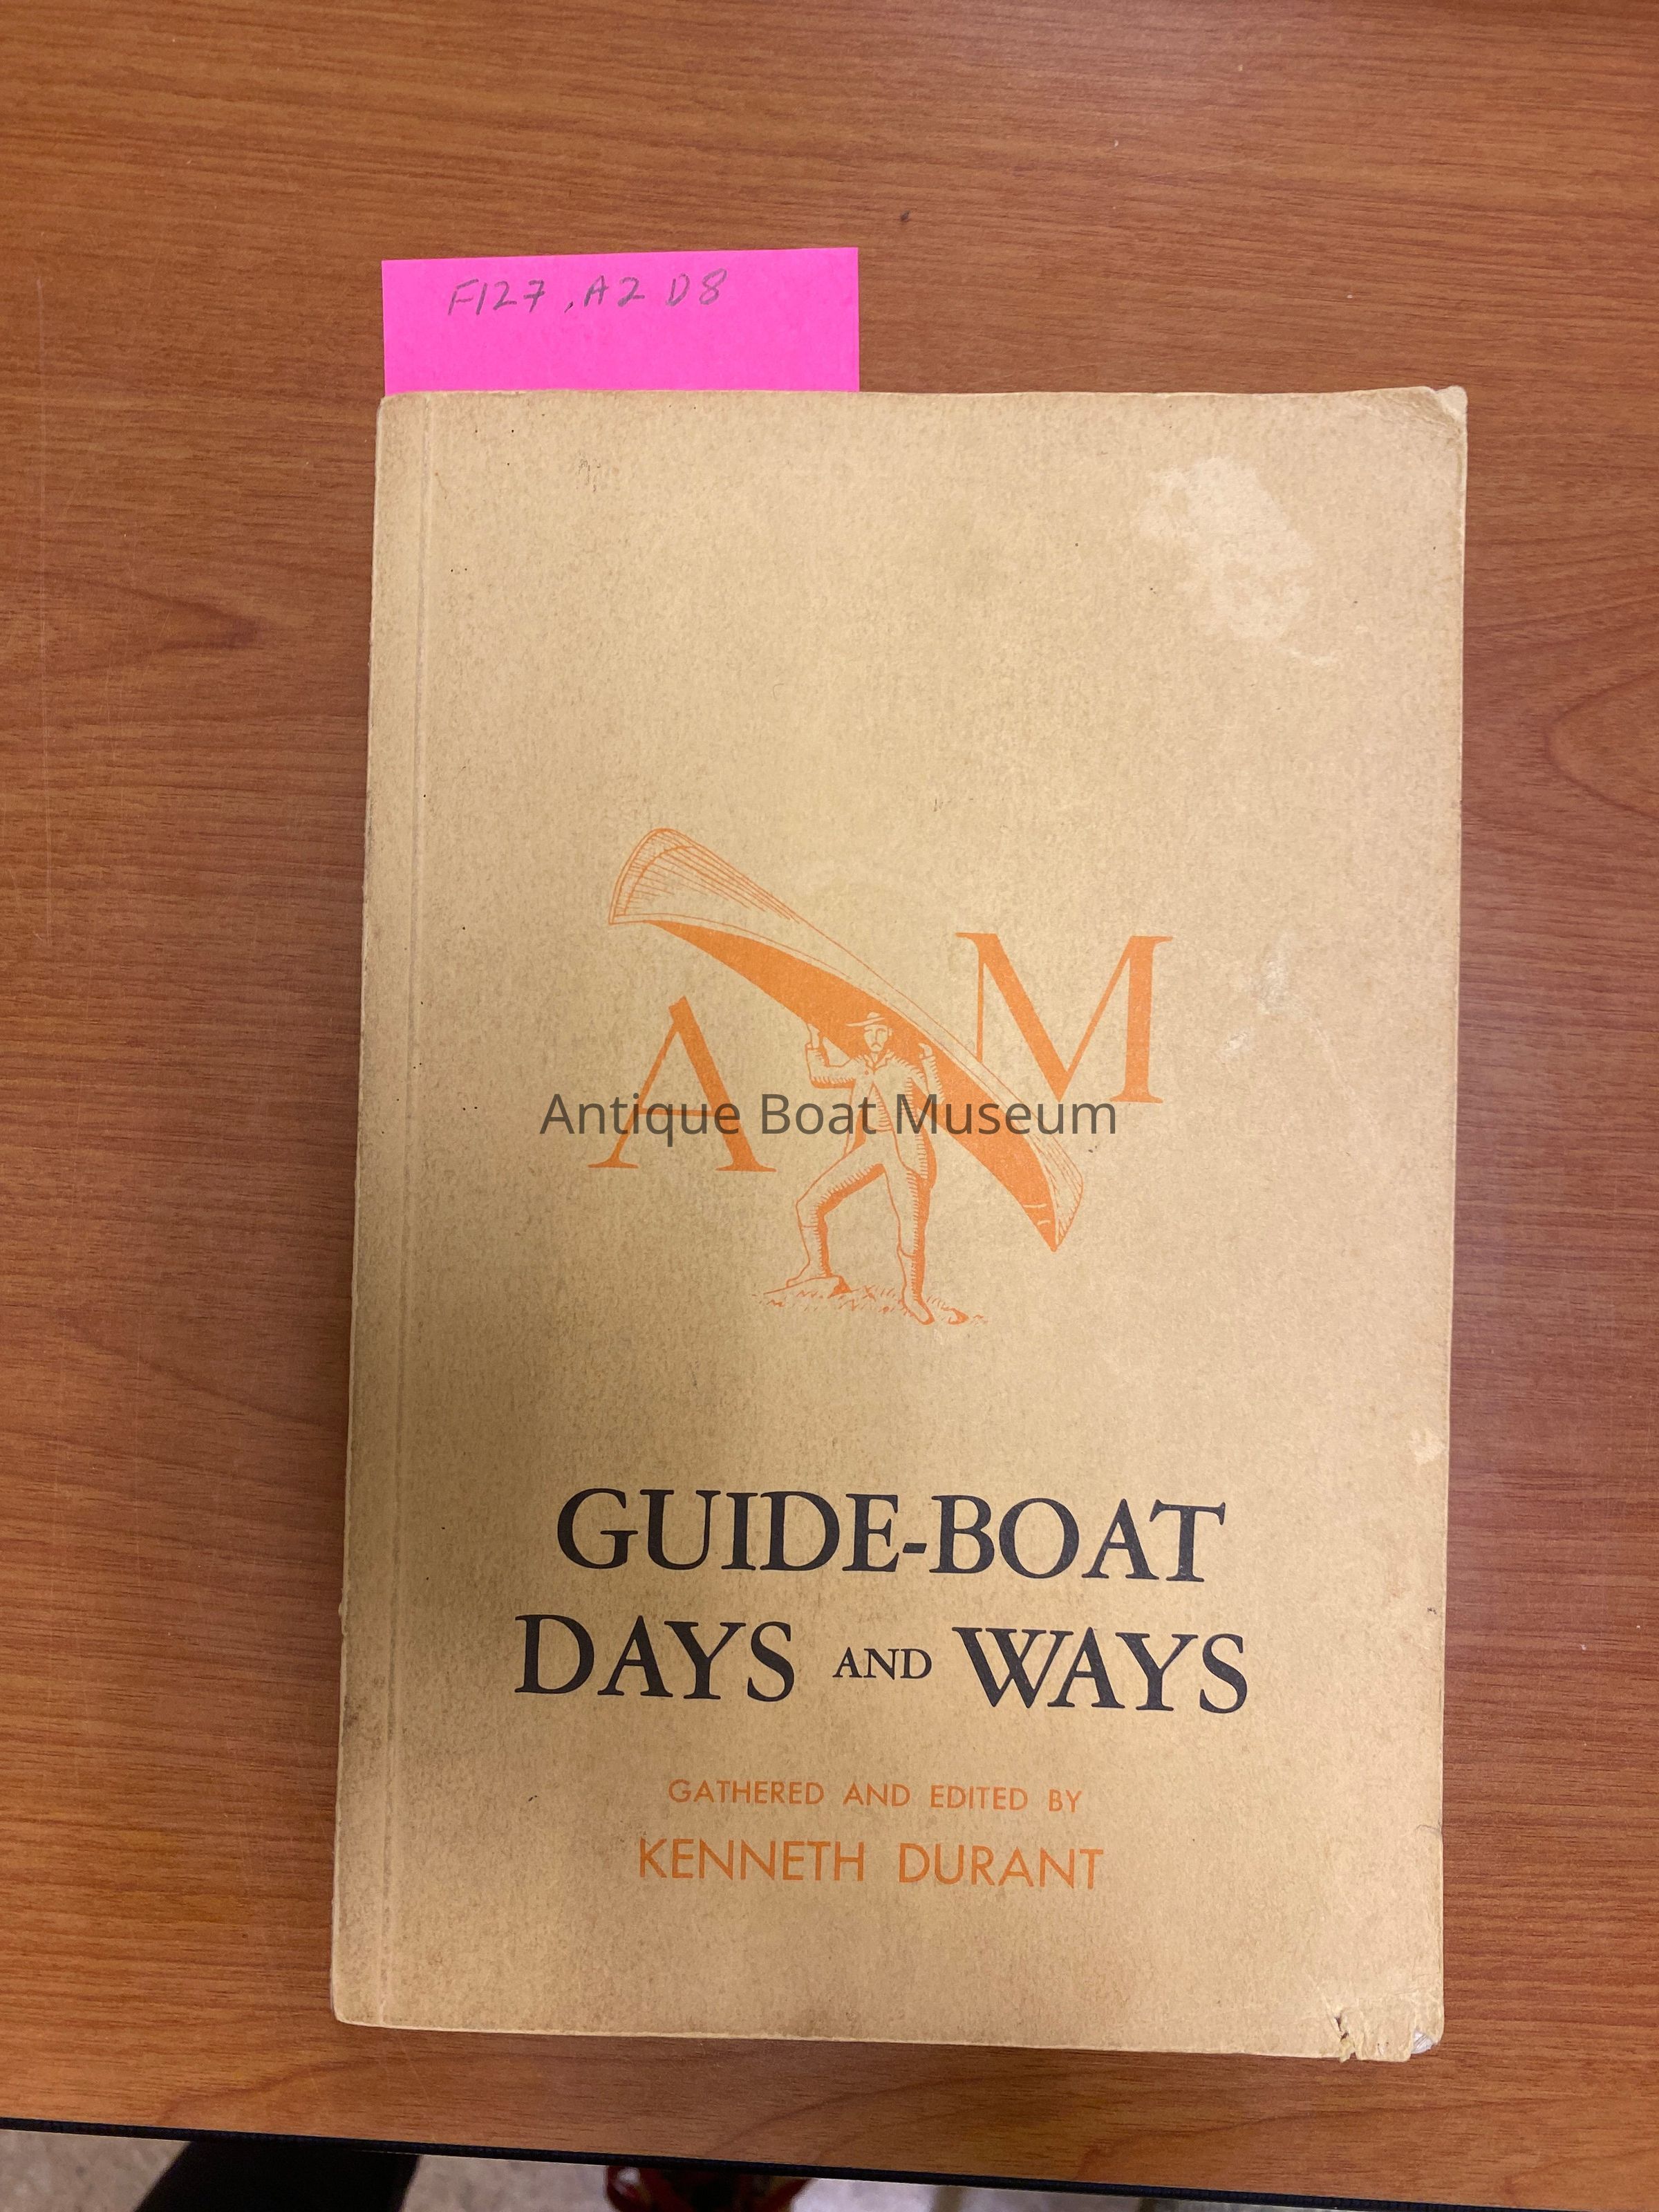 F127 .A2 D8
A M
Antique Boat Museum
GUIDE-BOAT
DAYS AND WAYS
GATHERED AND EDITED BY
KENNETH DURANT